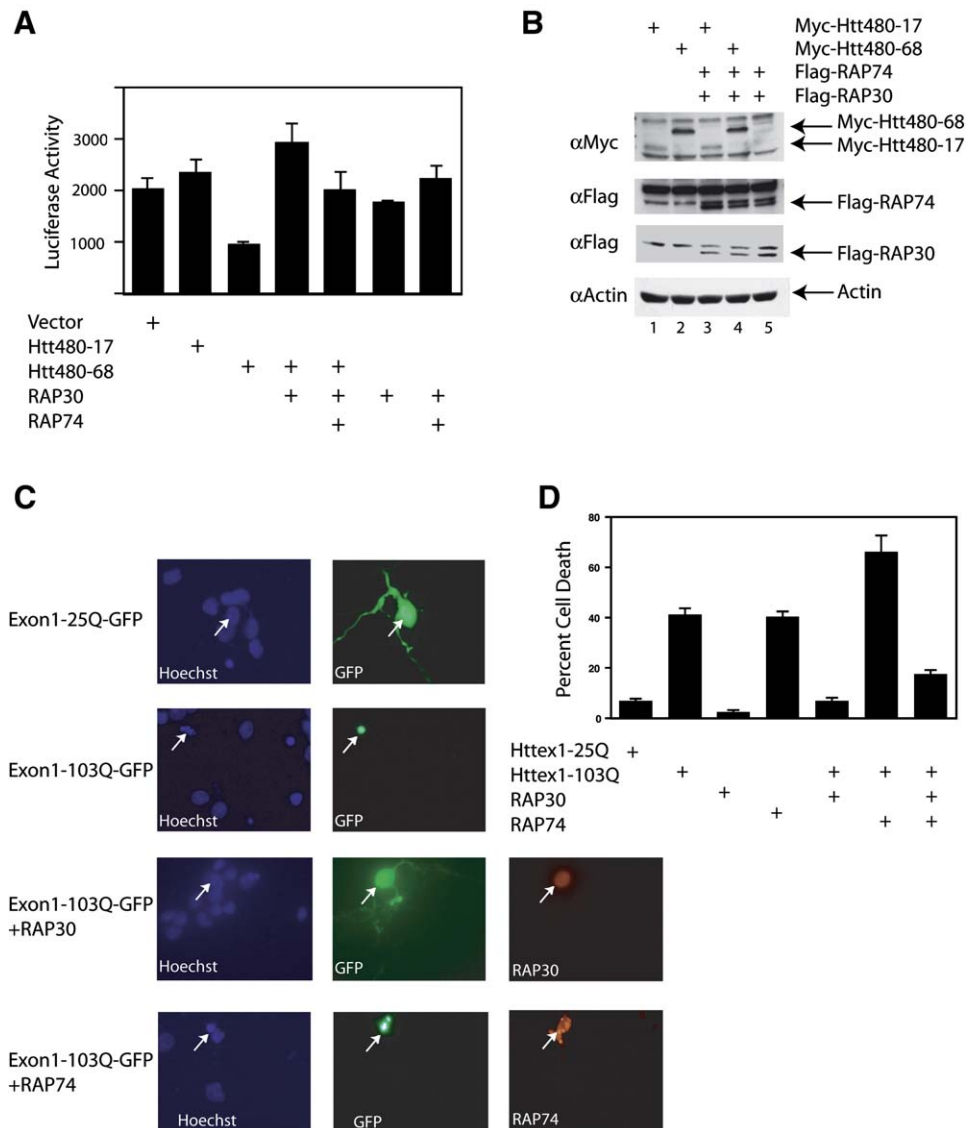 A
Luciferase Activity
3000
2000
1000
Vector +
Htt480-17 +
Htt480-68 + + +
RAP30 + + + +
RAP74 + +
B
+ + Myc-Htt480-17
+ + Myc-Htt480-68
+ + + Flag-RAP74
+ + + Flag-RAP30
αMyc
Myc-Htt480-68
Myc-Htt480-17
αFlag
Flag-RAP74
αFlag
Flag-RAP30
αActin
Actin
1 2 3 4 5
C
Exon1-25Q-GFP
Hoechst
GFP
Exon1-103Q-GFP
Hoechst
GFP
Exon1-103Q-GFP
+RAP30
Hoechst
GFP
RAP30
Exon1-103Q-GFP
+RAP74
Hoechst
GFP
RAP74
D
Percent Cell Death
80
60
40
20
0
Httex1-25Q +
Httex1-103Q + + + +
RAP30 + + +
RAP74 + + +